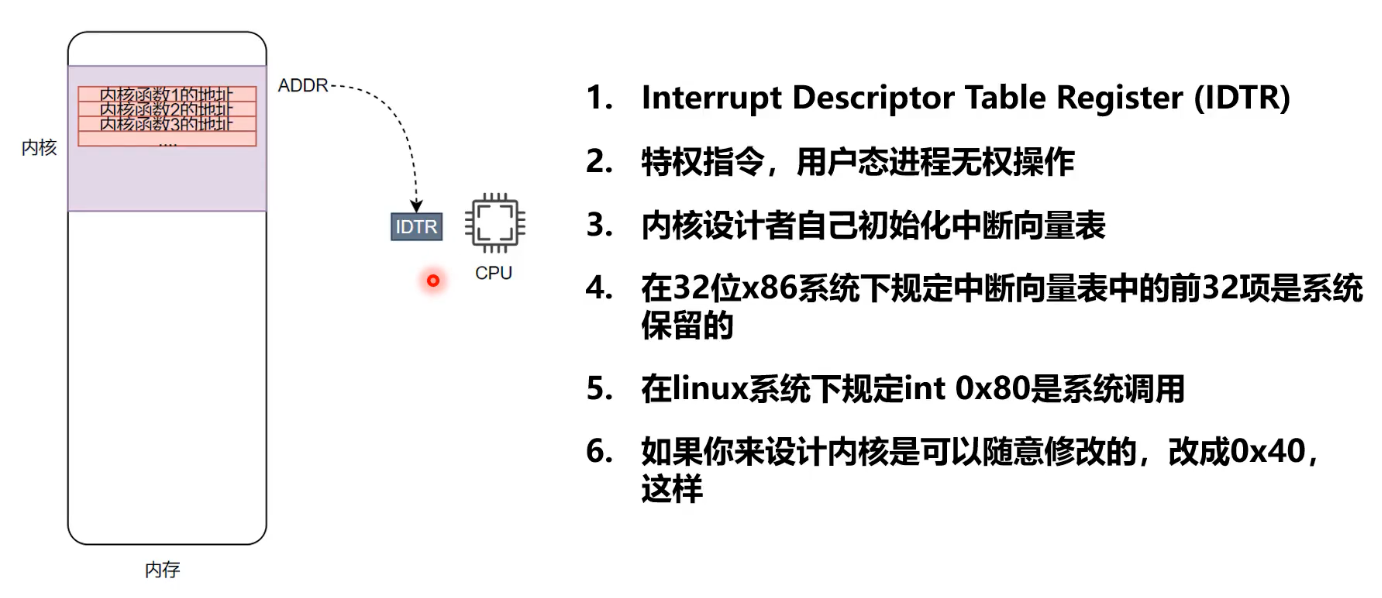 内核函数1的地址
内核函数2的地址
内核函数3的地址
....
ADDR
内核
IDTR
CPU
内存
1. Interrupt Descriptor Table Register (IDTR)
2. 特权指令，用户态进程无权操作
3. 内核设计者自己初始化中断向量表
4. 在32位x86系统下规定中断向量表中的前32项是系统
保留的
5. 在linux系统下规定int 0x80是系统调用
6. 如果你来设计内核是可以随意修改的，改成0x40，
这样